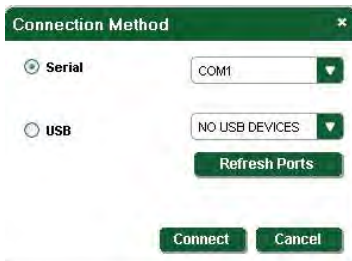 Connection Method
Serial
COM1
USB
NO USB DEVICES
Refresh Ports
Connect
Cancel